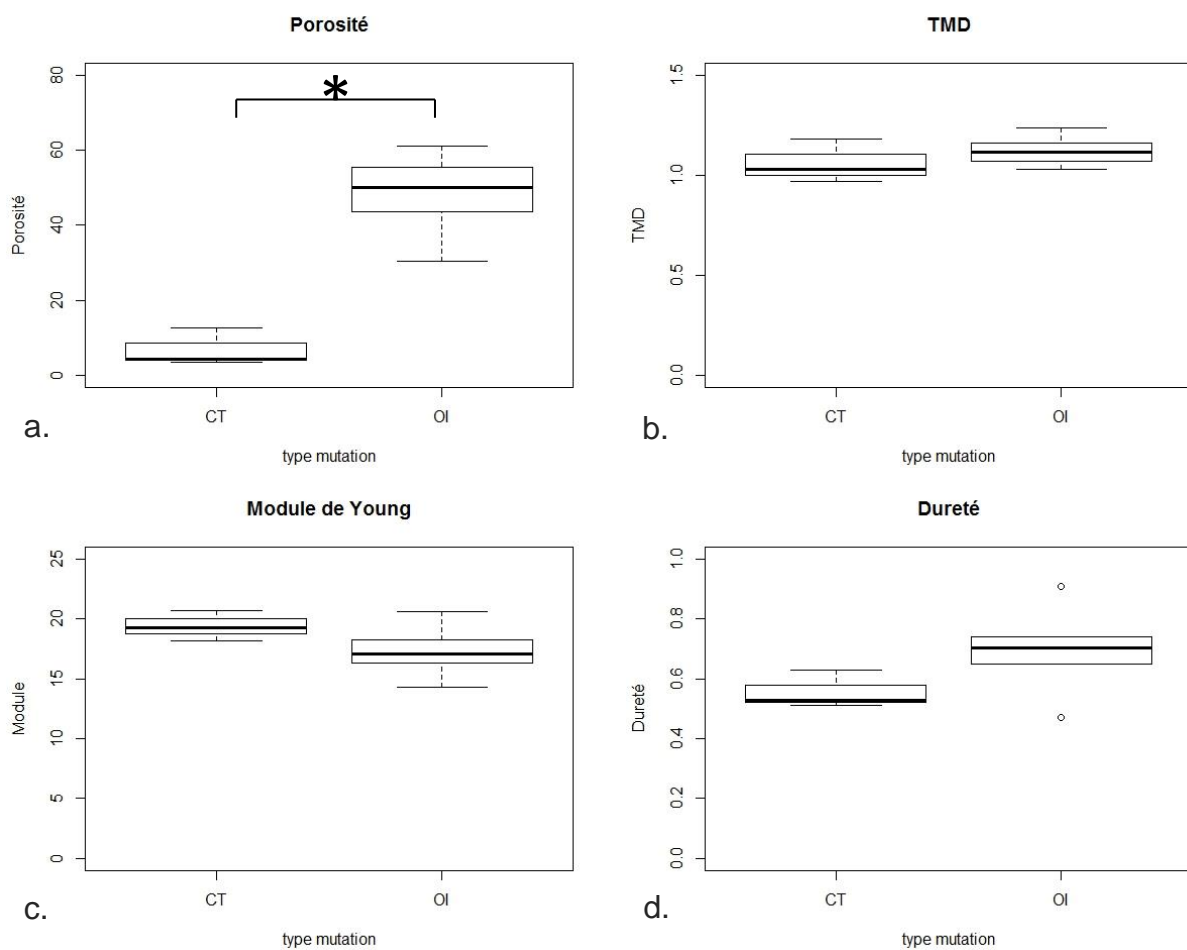 Porosité
*
Porosité
80
60
40
20
0
CT
OI
type mutation
a.
TMD
TMD
1.5
1.0
0.5
0.0
CT
OI
type mutation
b.
Module de Young
Module
25
20
15
10
5
0
CT
OI
type mutation
c.
Dureté
Dureté
1.0
0.8
0.6
0.4
0.2
0.0
CT
OI
type mutation
d.